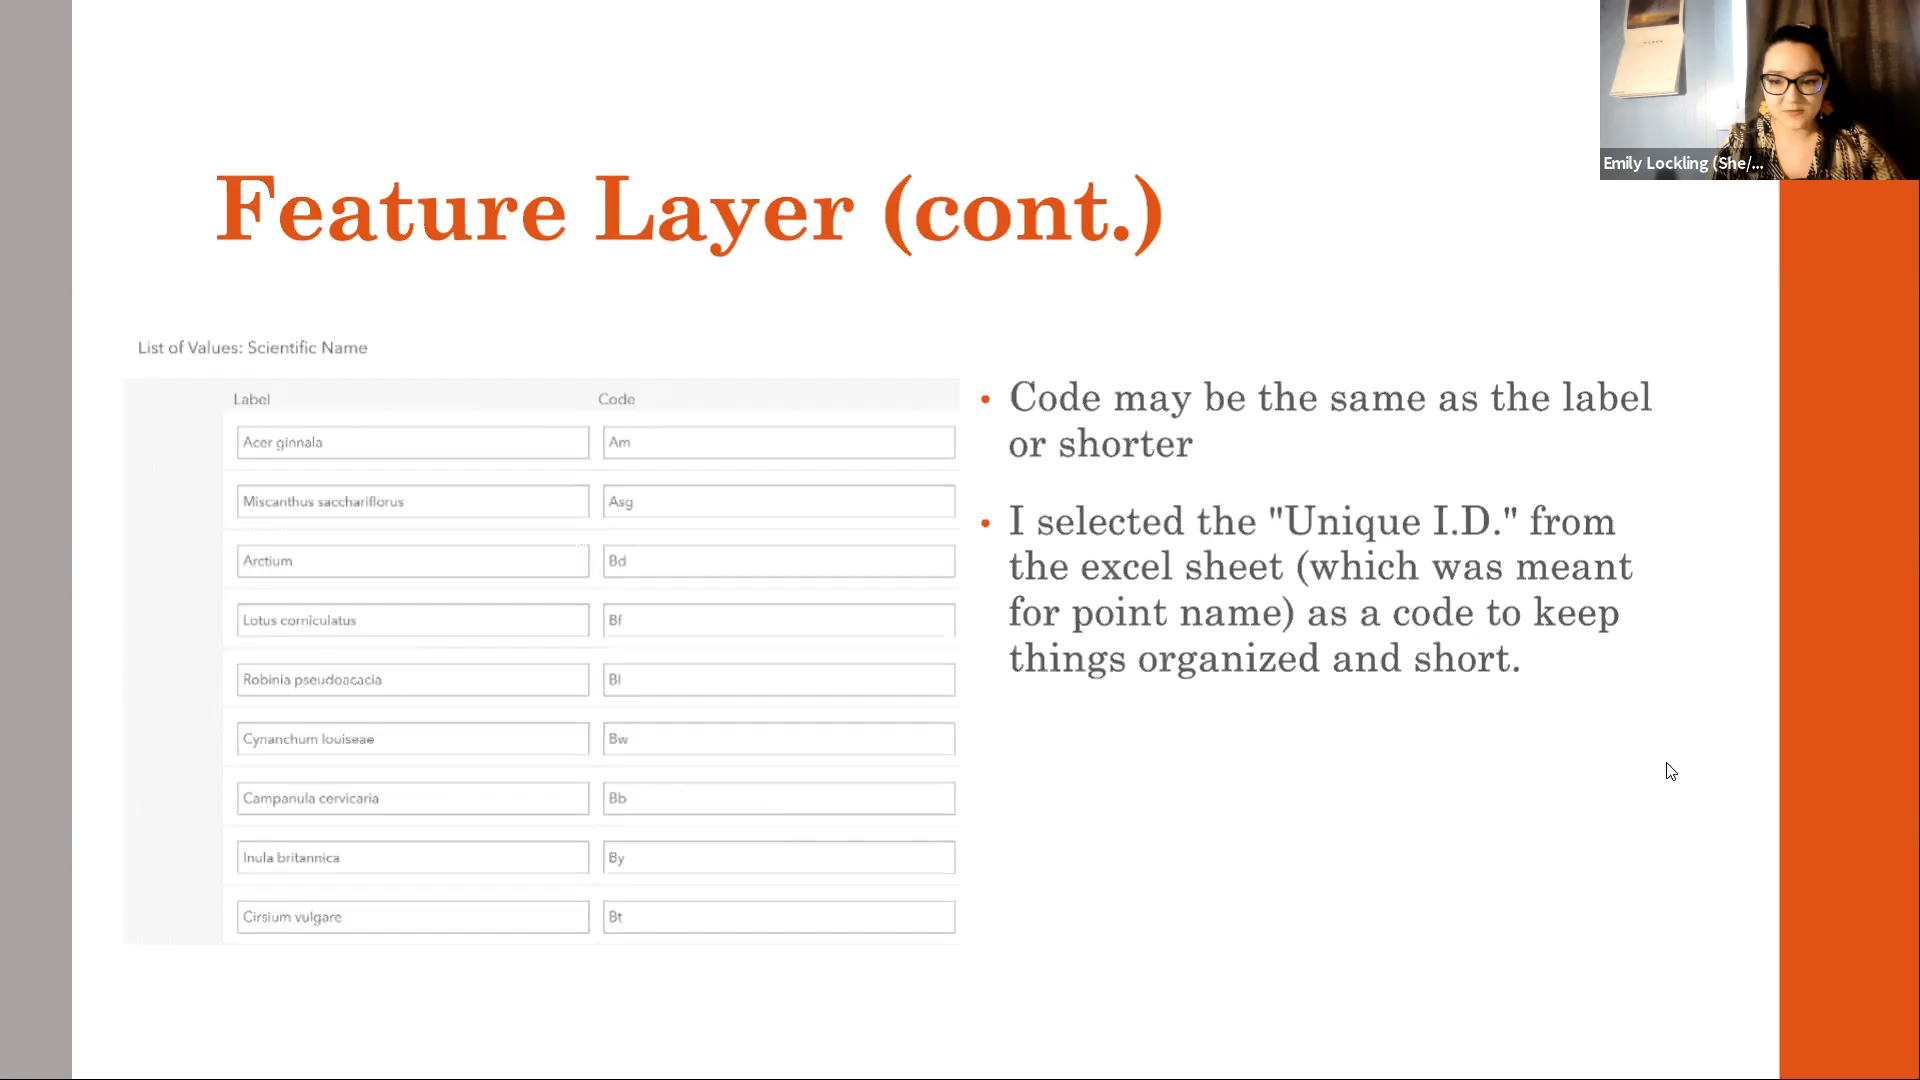 Emily Lockling (She/...
Feature Layer (cont.)
List of Values: Scientific Name
Label Code
Acer ginnala Am
Miscanthus sacchariflorus Asg
Arctium Bd
Lotus corniculatus Bf
Robinia pseudoacacia Bl
Cynanchum louiseae Bw
Campanula cervicaria Bb
Inula britannica By
Cirsium vulgare Bt
• Code may be the same as the label
or shorter
• I selected the "Unique I.D." from
the excel sheet (which was meant
for point name) as a code to keep
things organized and short.